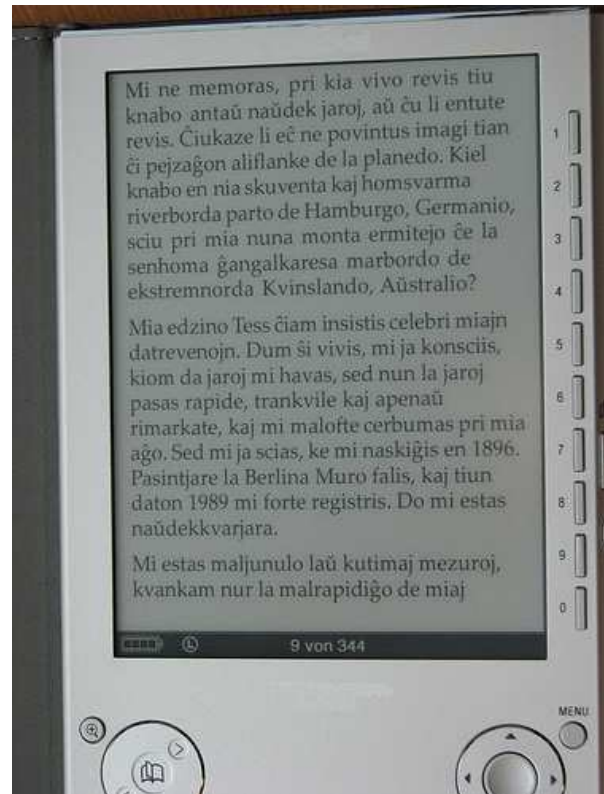 Mi ne memoras, pri kia vivo revis tiu
knabo antaŭ naŭdek jaroj, aŭ ĉu li entute
revis. Ĉiukaze li eĉ ne povintus imagi tian
ĉi pejzaĝon aliflanke de la planedo. Kiel
knabo en nia skuventa kaj homsvarma
riverborda parto de Hamburgo, Germanio,
sciu pri mia nuna monta ermitejo ĉe la
senhoma ĝangalkaresa marbordo de
ekstremnorda Kvinslando, Aŭstralio?
Mia edzino Tess ĉiam insistis celebri miajn
datrevenojn. Dum ŝi vivis, mi ja konsciis,
kiom da jaroj mi havas, sed nun la jaroj
pasas rapide, trankvile kaj apenaŭ
rimarkate, kaj mi malofte cerbumas pri mia
aĝo. Sed mi ja scias, ke mi naskiĝis en 1896.
Pasintjare la Berlina Muro falis, kaj tiun
daton 1989 mi forte registris. Do mi estas
naŭdekkvarjara.
Mi estas maljunulo laŭ kutimaj mezuroj,
kvankam nur la malrapidiĝo de miaj
9 von 344
1
2
3
4
5
6
7
8
9
0
MENU